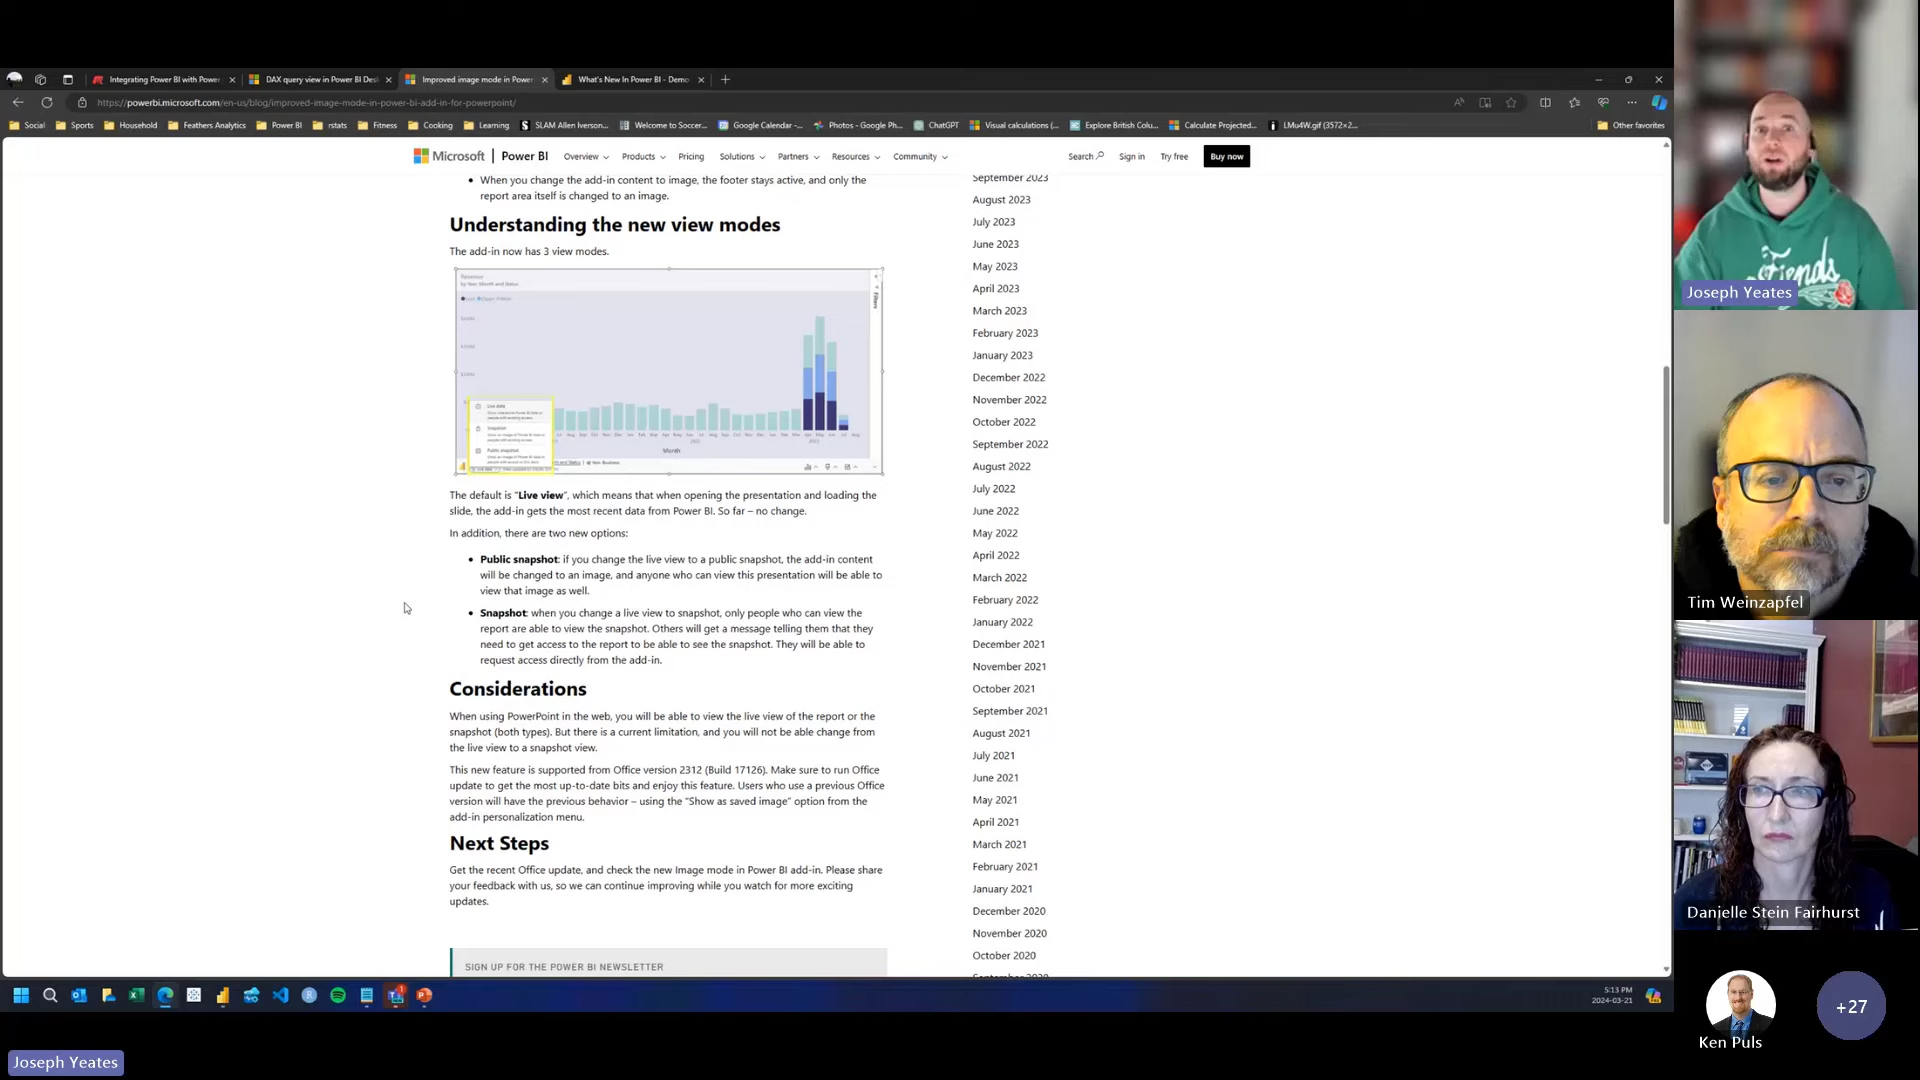 Integrating Power BI with Power
DAX query view in Power BI Des
Improved image mode in Power
What's New In Power BI - Demo
https://powerbi.microsoft.com/en-us/blog/improved-image-mode-in-power-bi-add-in-for-powerpoint/
Social
Sports
Household
Feathers Analytics
Power BI
rstats
Fitness
Cooking
Learning
SLAM Allen Iverson...
Welcome to Soccer...
Google Calendar -...
Photos - Google Ph...
ChatGPT
Visual calculations (...
Explore British Colu...
Calculate Projected...
LMu4W.gif (3572×2...
Other favorites
Microsoft | Power BI
Overview
Products
Pricing
Solutions
Partners
Resources
Community
Search
Sign in
Try free
Buy now
• When you change the add-in content to image, the footer stays active, and only the
report area itself is changed to an image.
Understanding the new view modes
The add-in now has 3 view modes.
Revenue
by Year, Month and Status
Filters
Live data
Snapshot
Public snapshot
Month
The default is “Live view”, which means that when opening the presentation and loading the
slide, the add-in gets the most recent data from Power BI. So far – no change.
In addition, there are two new options:
• Public snapshot: if you change the live view to a public snapshot, the add-in content
will be changed to an image, and anyone who can view this presentation will be able to
view that image as well.
• Snapshot: when you change a live view to snapshot, only people who can view the
report are able to view the snapshot. Others will get a message telling them that they
need to get access to the report to be able to see the snapshot. They will be able to
request access directly from the add-in.
Considerations
When using PowerPoint in the web, you will be able to view the live view of the report or the
snapshot (both types). But there is a current limitation, and you will not be able change from
the live view to a snapshot view.
This new feature is supported from Office version 2312 (Build 17126). Make sure to run Office
update to get the most up-to-date bits and enjoy this feature. Users who use a previous Office
version will have the previous behavior – using the “Show as saved image” option from the
add-in personalization menu.
Next Steps
Get the recent Office update, and check the new Image mode in Power BI add-in. Please share
your feedback with us, so we can continue improving while you watch for more exciting
updates.
SIGN UP FOR THE POWER BI NEWSLETTER
September 2023
August 2023
July 2023
June 2023
May 2023
April 2023
March 2023
February 2023
January 2023
December 2022
November 2022
October 2022
September 2022
August 2022
July 2022
June 2022
May 2022
April 2022
March 2022
February 2022
January 2022
December 2021
November 2021
October 2021
September 2021
August 2021
July 2021
June 2021
May 2021
April 2021
March 2021
February 2021
January 2021
December 2020
November 2020
October 2020
September 2020
5:13 PM
2024-03-21
Joseph Yeates
Friends
Joseph Yeates
Tim Weinzapfel
Danielle Stein Fairhurst
Ken Puls
+27